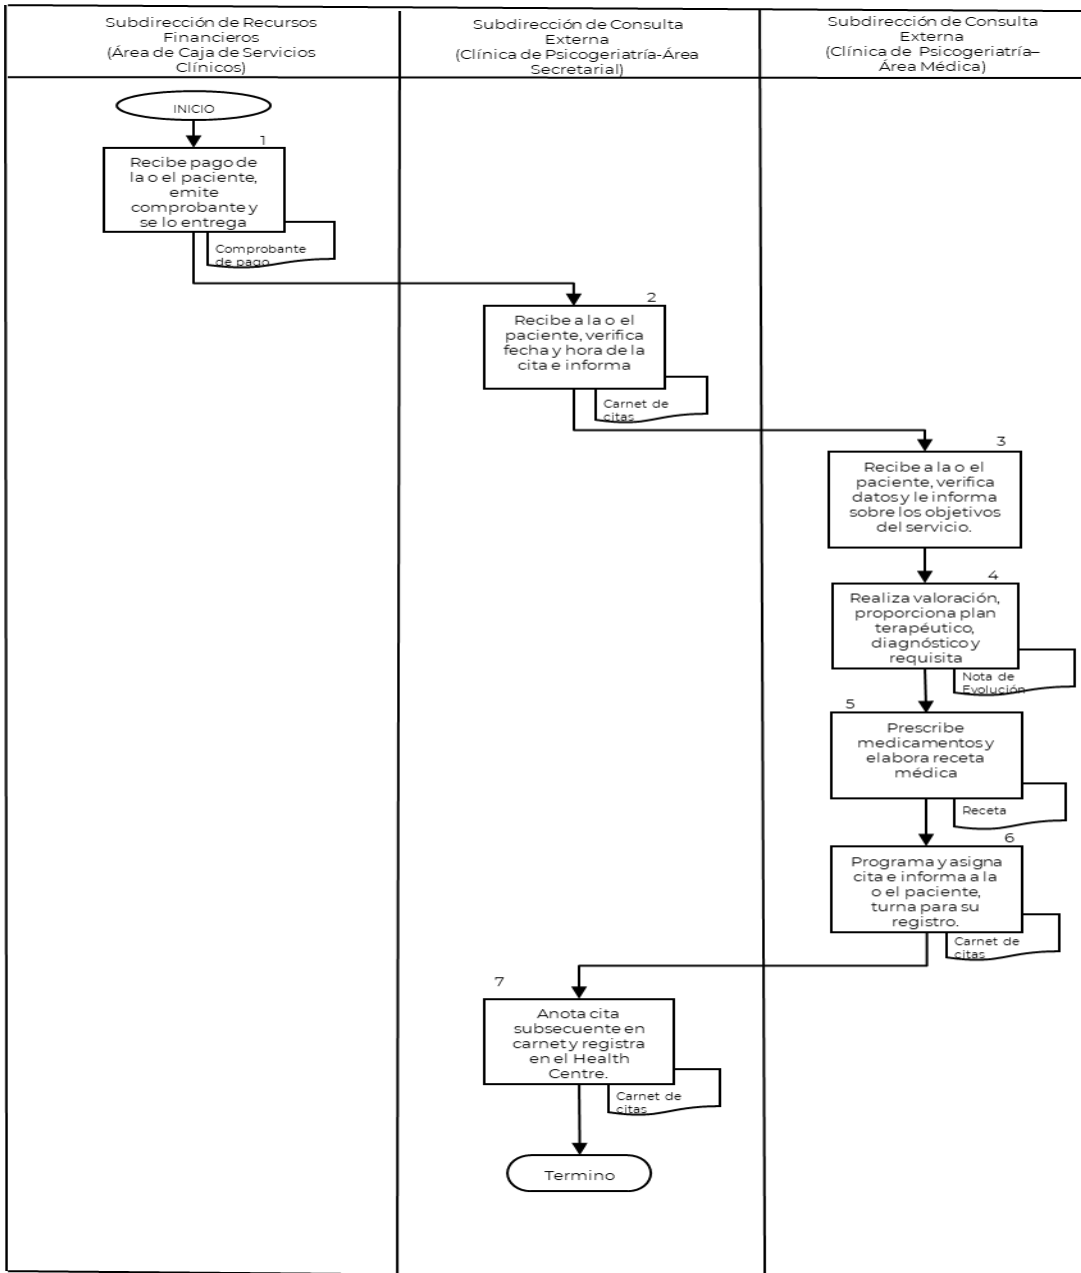 Subdirección de Recursos
Financieros
(Área de Caja de Servicios
Clínicos)
Subdirección de Consulta
Externa
(Clínica de Psicogeriatría-Área
Secretarial)
Subdirección de Consulta
Externa
(Clínica de Psicogeriatría–
Área Médica)
INICIO
1
Recibe pago de
la o el paciente,
emite
comprobante y
se lo entrega
Comprobante
de pago
2
Recibe a la o el
paciente, verifica
fecha y hora de la
cita e informa
Carnet de
citas
3
Recibe a la o el
paciente, verifica
datos y le informa
sobre los objetivos
del servicio.
4
Realiza valoración,
proporciona plan
terapéutico,
diagnóstico y
requisita
Nota de
Evolución
5
Prescribe
medicamentos y
elabora receta
médica
Receta
6
Programa y asigna
cita e informa a la
o el paciente,
turna para su
registro.
Carnet de
citas
7
Anota cita
subsecuente en
carnet y registra
en el Health
Centre.
Carnet de
citas
Termino